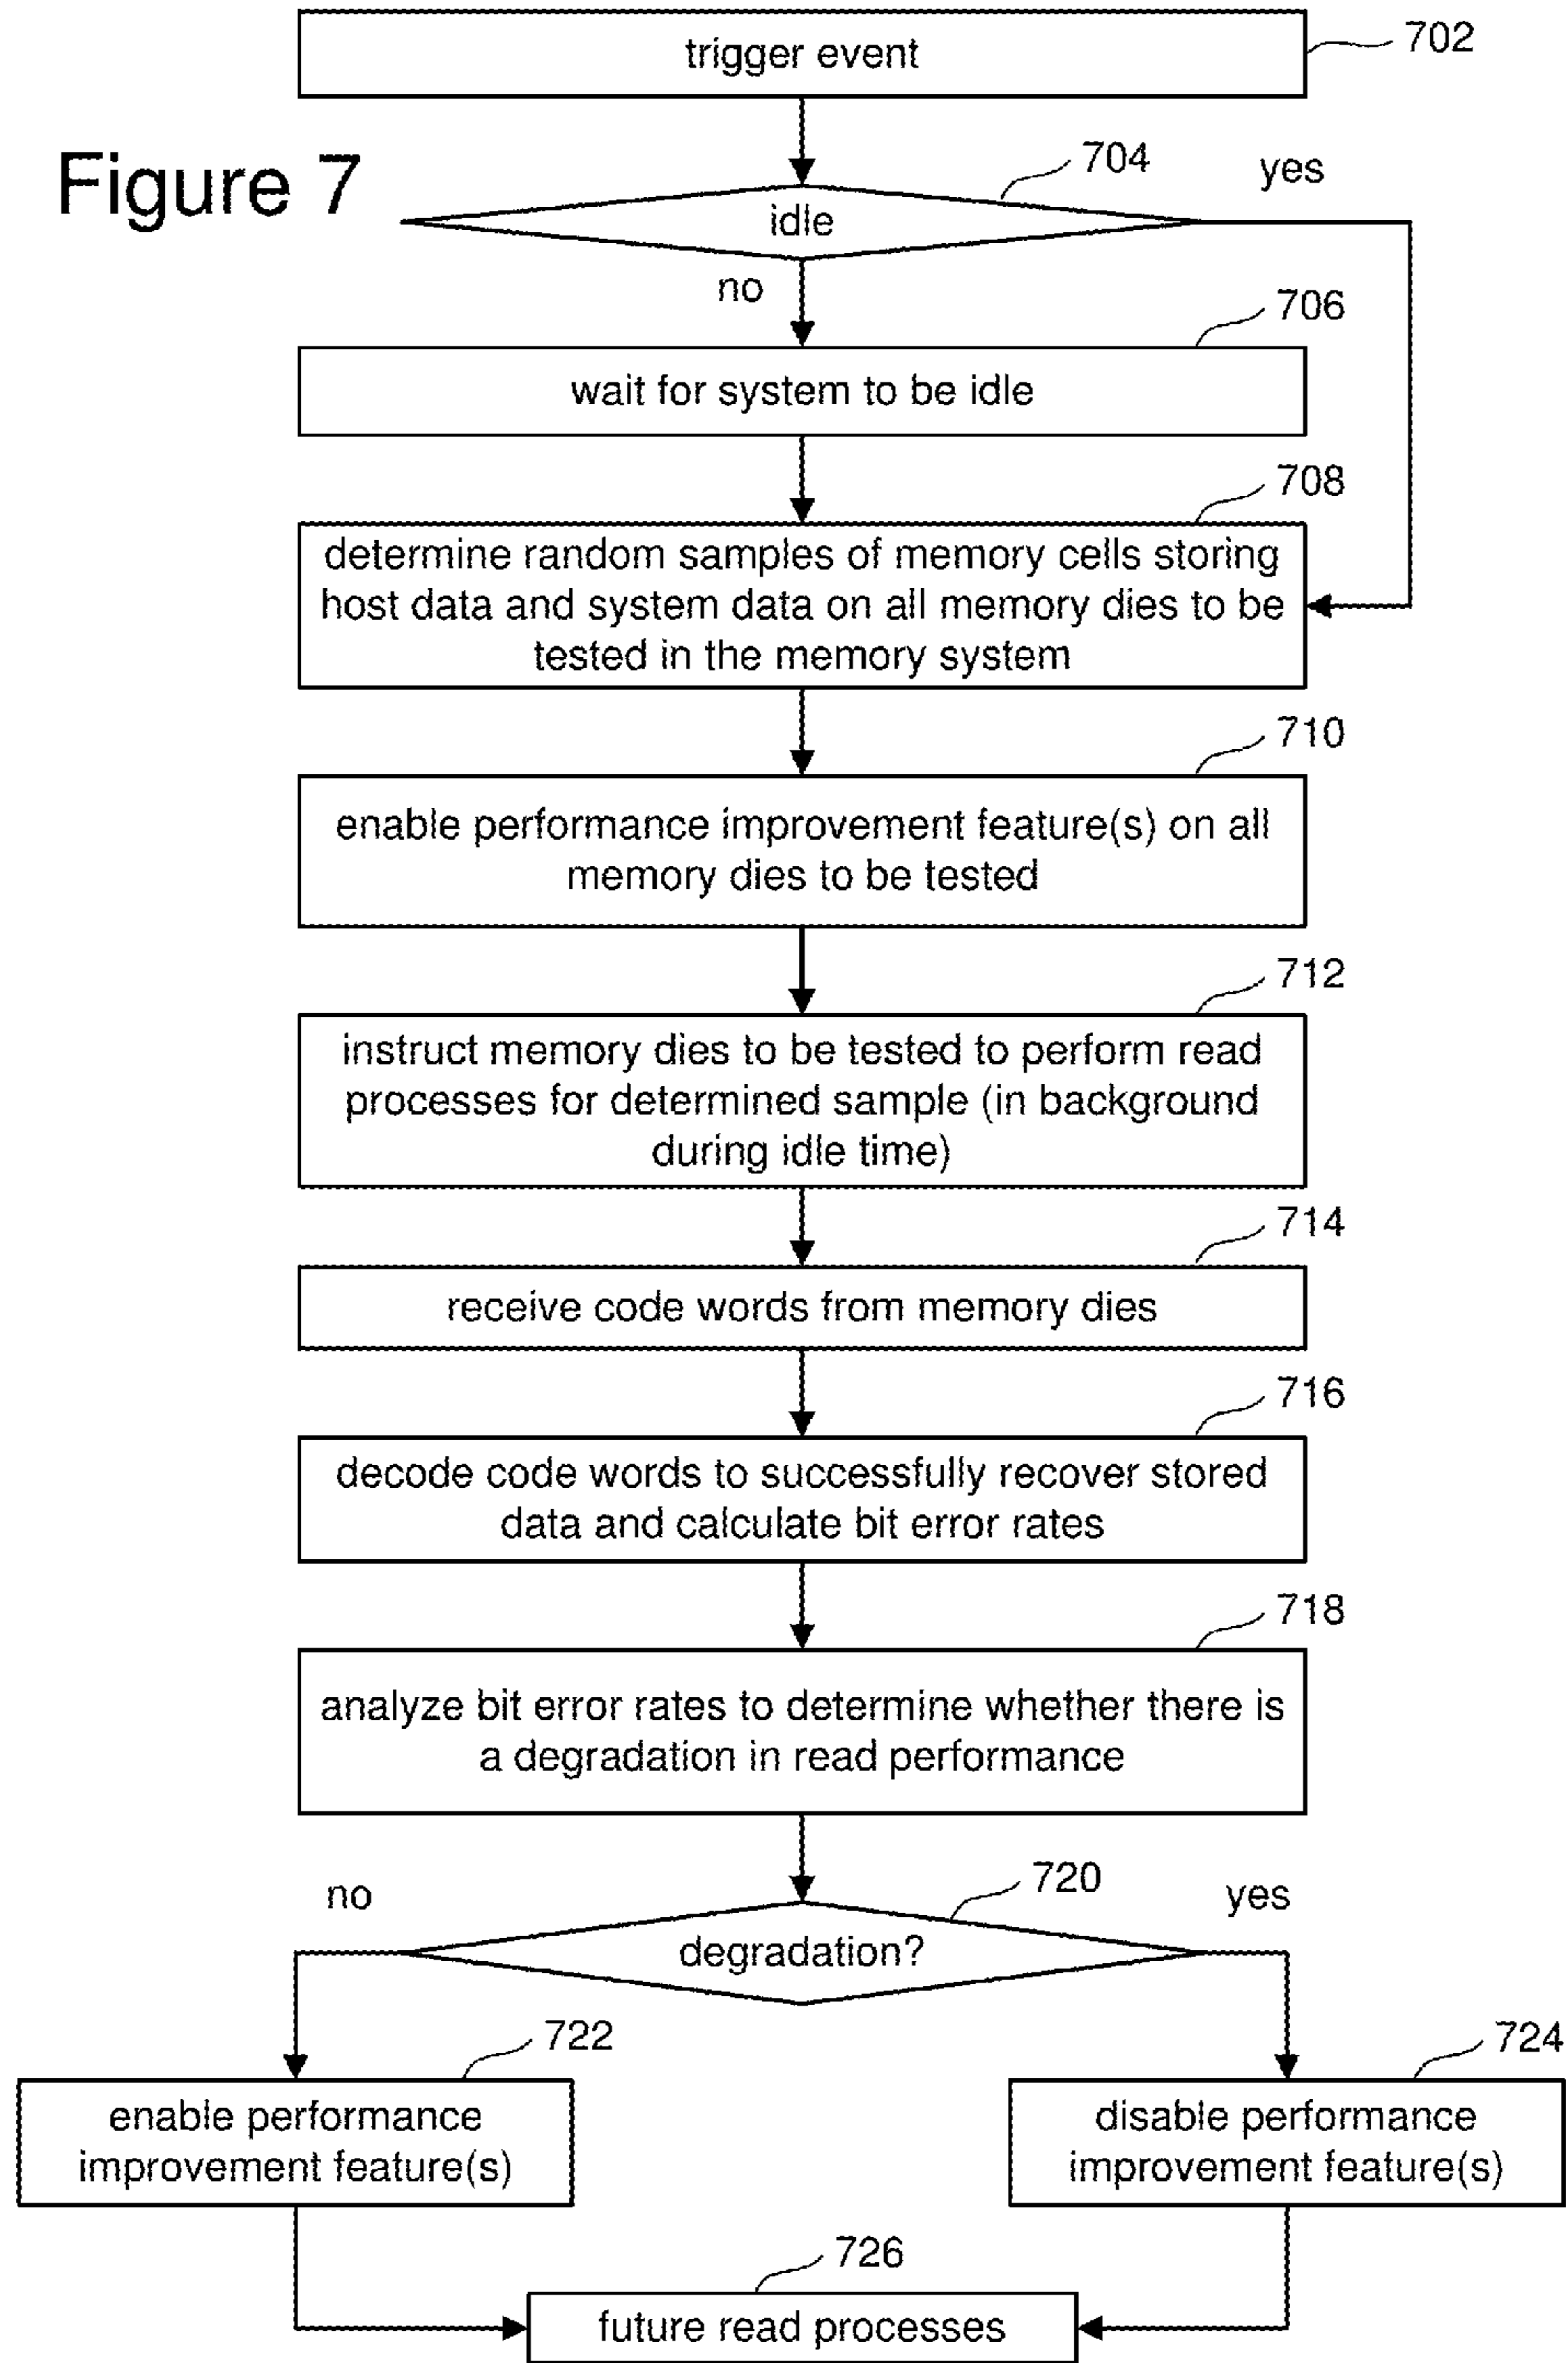 trigger event
702
Figure 7
704
yes
idle
no
706
wait for system to be idle
708
determine random samples of memory cells storing
host data and system data on all memory dies to be
tested in the memory system
710
enable performance improvement feature(s) on all
memory dies to be tested
712
instruct memory dies to be tested to perform read
processes for determined sample (in background
during idle time)
714
receive code words from memory dies
716
decode code words to successfully recover stored
data and calculate bit error rates
718
analyze bit error rates to determine whether there is
a degradation in read performance
720
no
yes
degradation?
722
724
enable performance
improvement feature(s)
disable performance
improvement feature(s)
726
future read processes